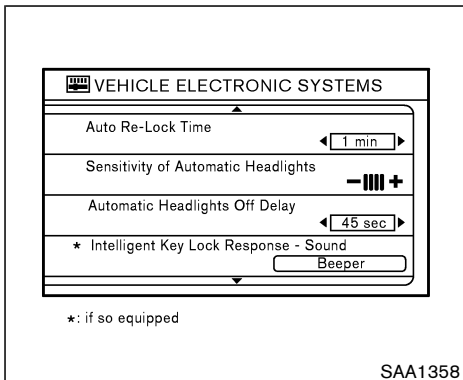 VEHICLE ELECTRONIC SYSTEMS
Auto Re-Lock Time
1 min
Sensitivity of Automatic Headlights
Automatic Headlights Off Delay
45 sec
* Intelligent Key Lock Response - Sound
Beeper
*: if so equipped
SAA1358